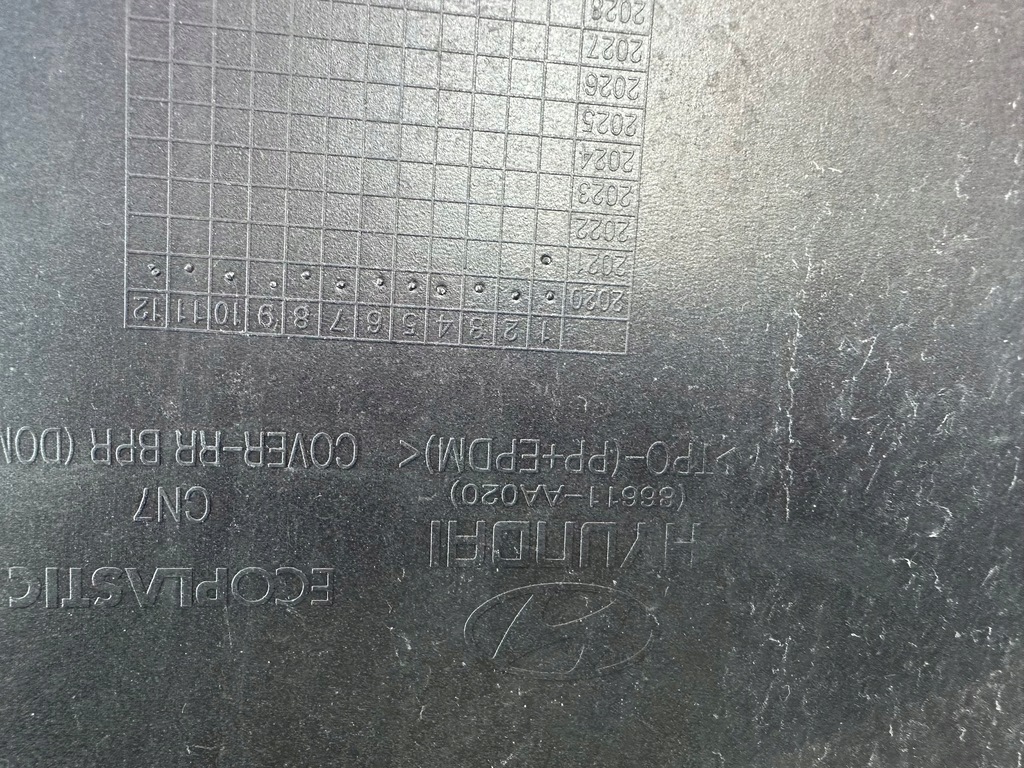 ECOPLASTIC
HYUNDAI
(86611-AA020)
CN7
>TPO-(PP+EPDM)<
COVER-RR BPR (DOM
1 2 3 4 5 6 7 8 9 10 11 12
2020
2021
2022
2023
2024
2025
2026
2027
2028